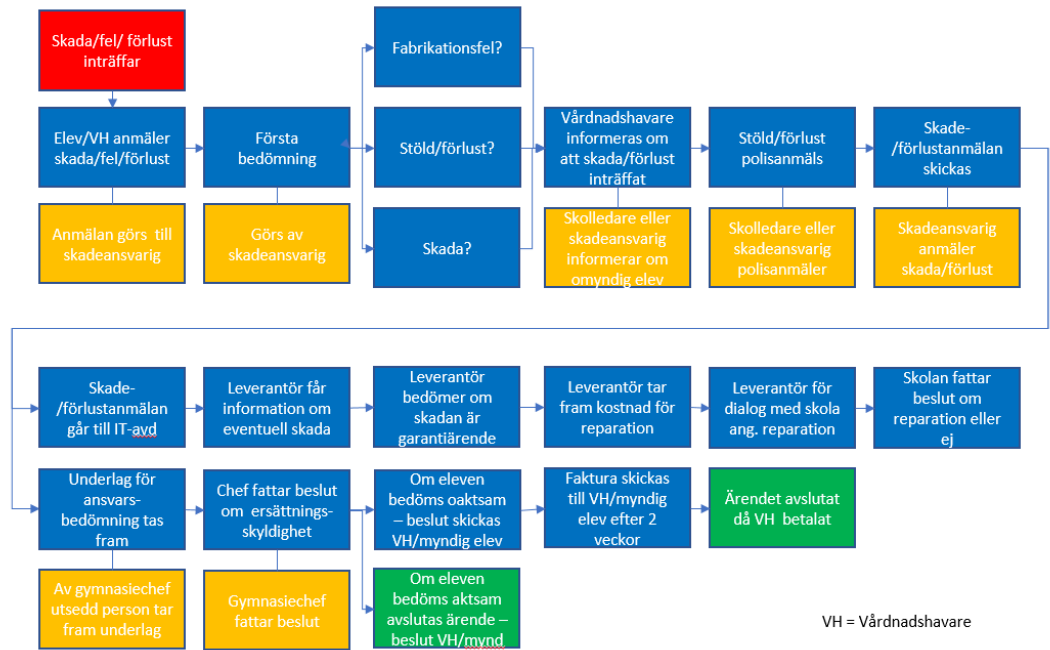 Skada/fel/ förlust
inträffar
Elev/VH anmäler
skada/fel/förlust
Anmälan görs till
skadeansvarig
Första
bedömning
Görs av
skadeansvarig
Fabrikationsfel?
Stöld/förlust?
Skada?
Vårdnadshavare
informeras om
att skada/förlust
inträffat
Skolledare eller
skadeansvarig
informerar om
omyndig elev
Stöld/förlust
polisanmäls
Skolledare eller
skadeansvarig
polisanmäler
Skade-
/förlustanmälan
skickas
Skadeansvarig
anmäler
skada/förlust
Skade-
/förlustanmälan
går till IT-avd
Leverantör får
information om
eventuell skada
Leverantör
bedömer om
skadan är
garantiärende
Leverantör tar
fram kostnad för
reparation
Leverantör för
dialog med skola
ang. reparation
Skolan fattar
beslut om
reparation eller
ej
Underlag för
ansvars-
bedömning tas
fram
Av gymnasiechef
utsedd person tar
fram underlag
Chef fattar beslut
om ersättnings-
skyldighet
Gymnasiechef
fattar beslut
Om eleven
bedöms oaktsam
– beslut skickas
VH/myndig elev
Om eleven
bedöms aktsam
avslutas ärende –
beslut VH/mynd
Faktura skickas
till VH/myndig
elev efter 2
veckor
Ärendet avslutat
då VH betalat
VH = Vårdnadshavare